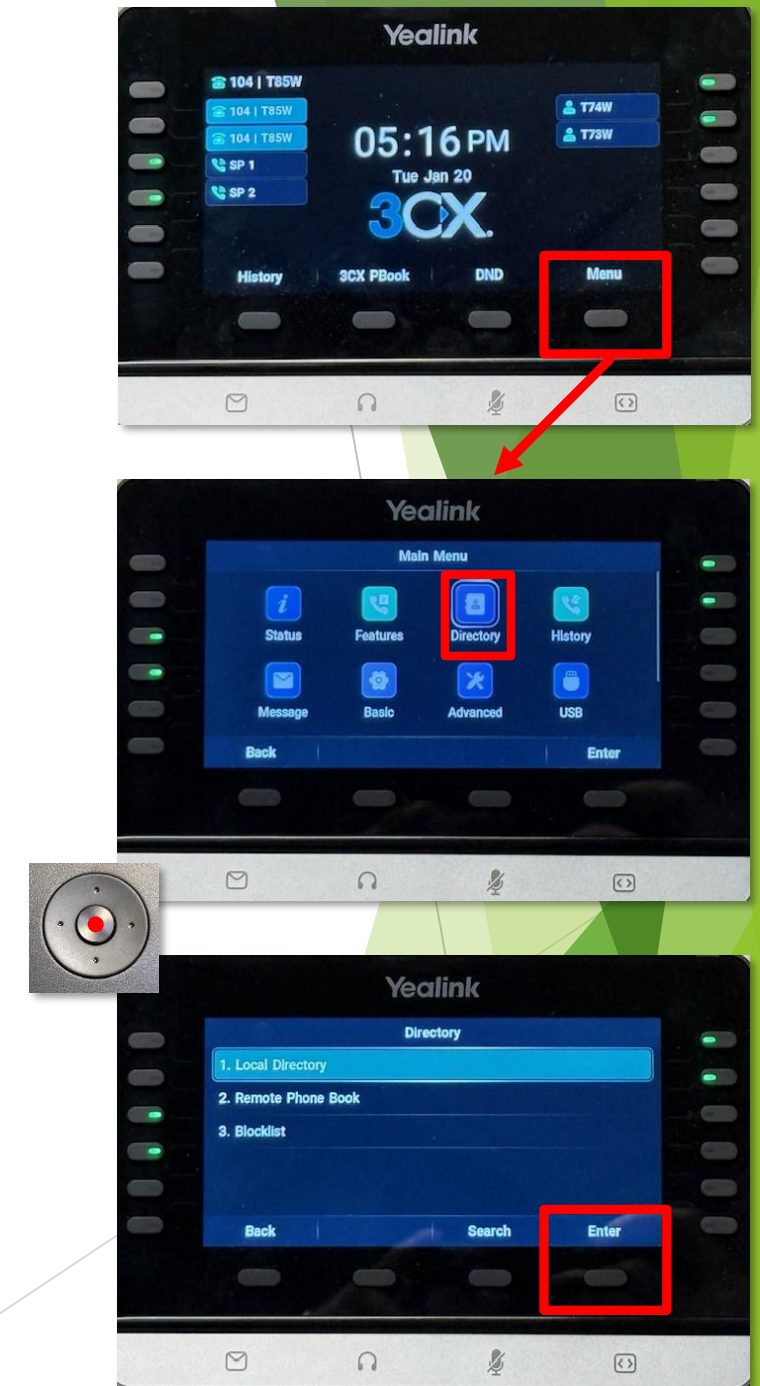 Yealink
104 | T85W
104 | T85W
104 | T85W
SP 1
SP 2
T74W
T73W
05:16 PM
Tue Jan 20
3CX.
History
3CX PBook
DND
Menu
Yealink
Main Menu
Status
Features
Directory
History
Message
Basic
Advanced
USB
Back
Enter
Yealink
Directory
1. Local Directory
2. Remote Phone Book
3. Blocklist
Back
Search
Enter